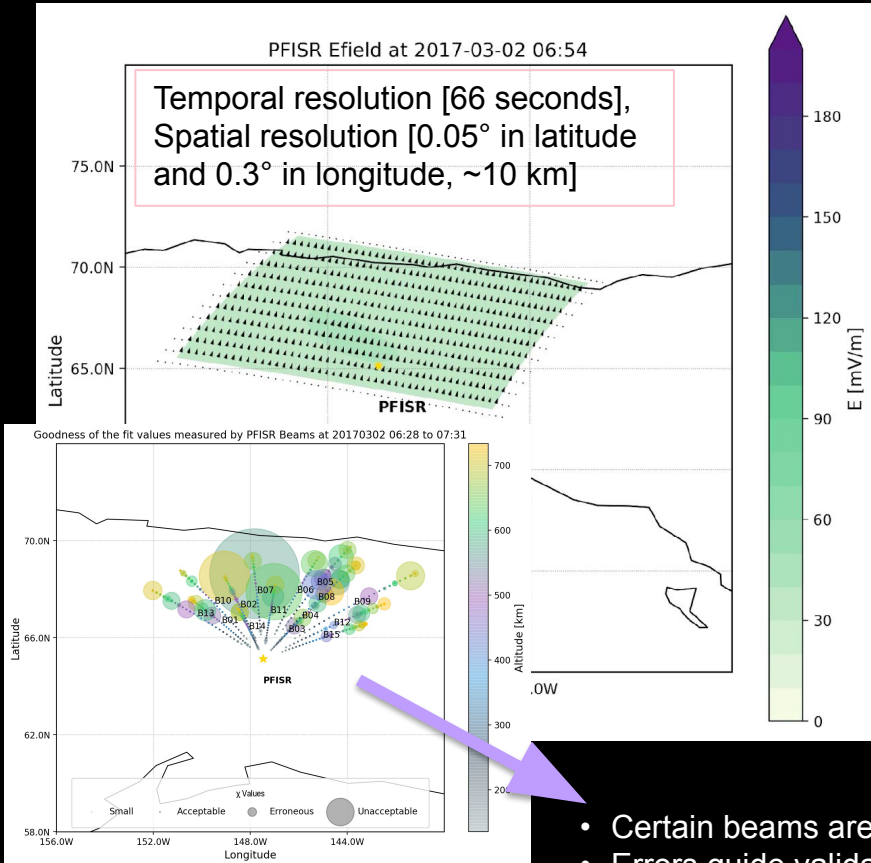 PFISR Efield at 2017-03-02 06:54
Temporal resolution [66 seconds],
Spatial resolution [0.05° in latitude
and 0.3° in longitude, ~10 km]
75.0N
70.0N
65.0N
Latitude
PFISR
180
150
120
90
60
30
0
E [mV/m]
.0W
Goodness of the fit values measured by PFISR Beams at 20170302 06:28 to 07:31
70.0N
66.0N
62.0N
58.0N
Latitude
B05
B07
B06
B08
B10
B02
B09
B11
B13
B01
B04
B14
B03
B12
B15
PFISR
χ Values
Small
Acceptable
Erroneous
Unacceptable
156.0W
152.0W
148.0W
144.0W
Longitude
700
600
500
400
300
200
Altitude [km]
• Certain beams are